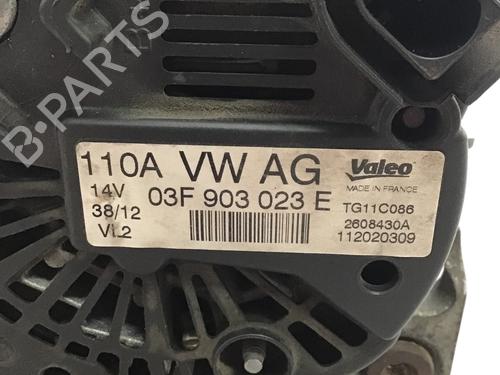 B-PARTS
110A VW AG
Valeo
14V 03F 903 023 E
MADE IN FRANCE
38/12
TG11C086
VL2
2608430A
112020309